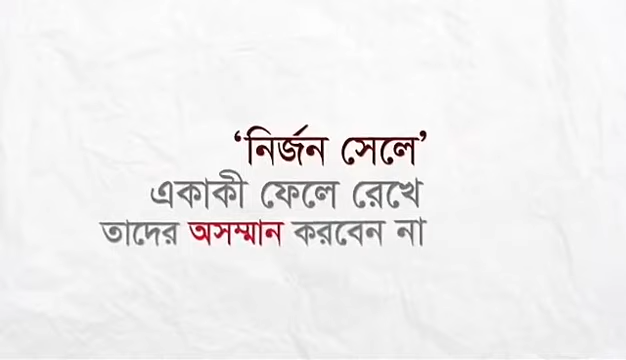 ‘নির্জন সেলে’
একাকী ফেলে রেখে
তাদের অসম্মান করবেন না